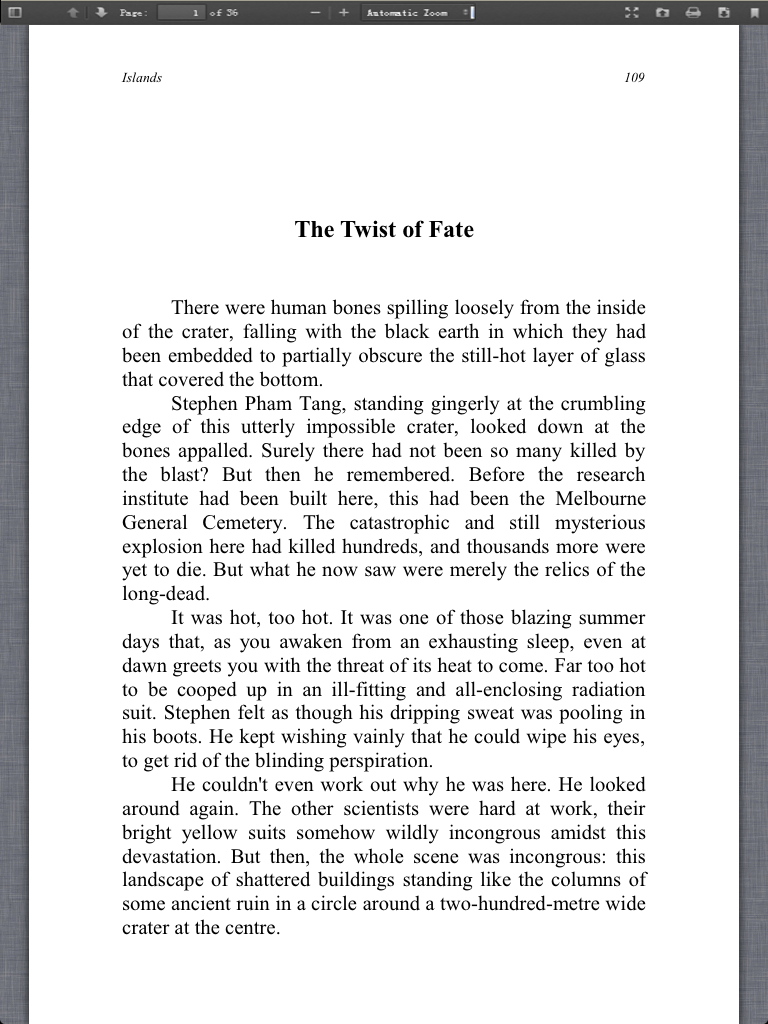 Page: 1 of 36 Automatic Zoom
Islands 109
The Twist of Fate
There were human bones spilling loosely from the inside
of the crater, falling with the black earth in which they had
been embedded to partially obscure the still-hot layer of glass
that covered the bottom.
Stephen Pham Tang, standing gingerly at the crumbling
edge of this utterly impossible crater, looked down at the
bones appalled. Surely there had not been so many killed by
the blast? But then he remembered. Before the research
institute had been built here, this had been the Melbourne
General Cemetery. The catastrophic and still mysterious
explosion here had killed hundreds, and thousands more were
yet to die. But what he now saw were merely the relics of the
long-dead.
It was hot, too hot. It was one of those blazing summer
days that, as you awaken from an exhausting sleep, even at
dawn greets you with the threat of its heat to come. Far too hot
to be cooped up in an ill-fitting and all-enclosing radiation
suit. Stephen felt as though his dripping sweat was pooling in
his boots. He kept wishing vainly that he could wipe his eyes,
to get rid of the blinding perspiration.
He couldn't even work out why he was here. He looked
around again. The other scientists were hard at work, their
bright yellow suits somehow wildly incongrous amidst this
devastation. But then, the whole scene was incongrous: this
landscape of shattered buildings standing like the columns of
some ancient ruin in a circle around a two-hundred-metre wide
crater at the centre.